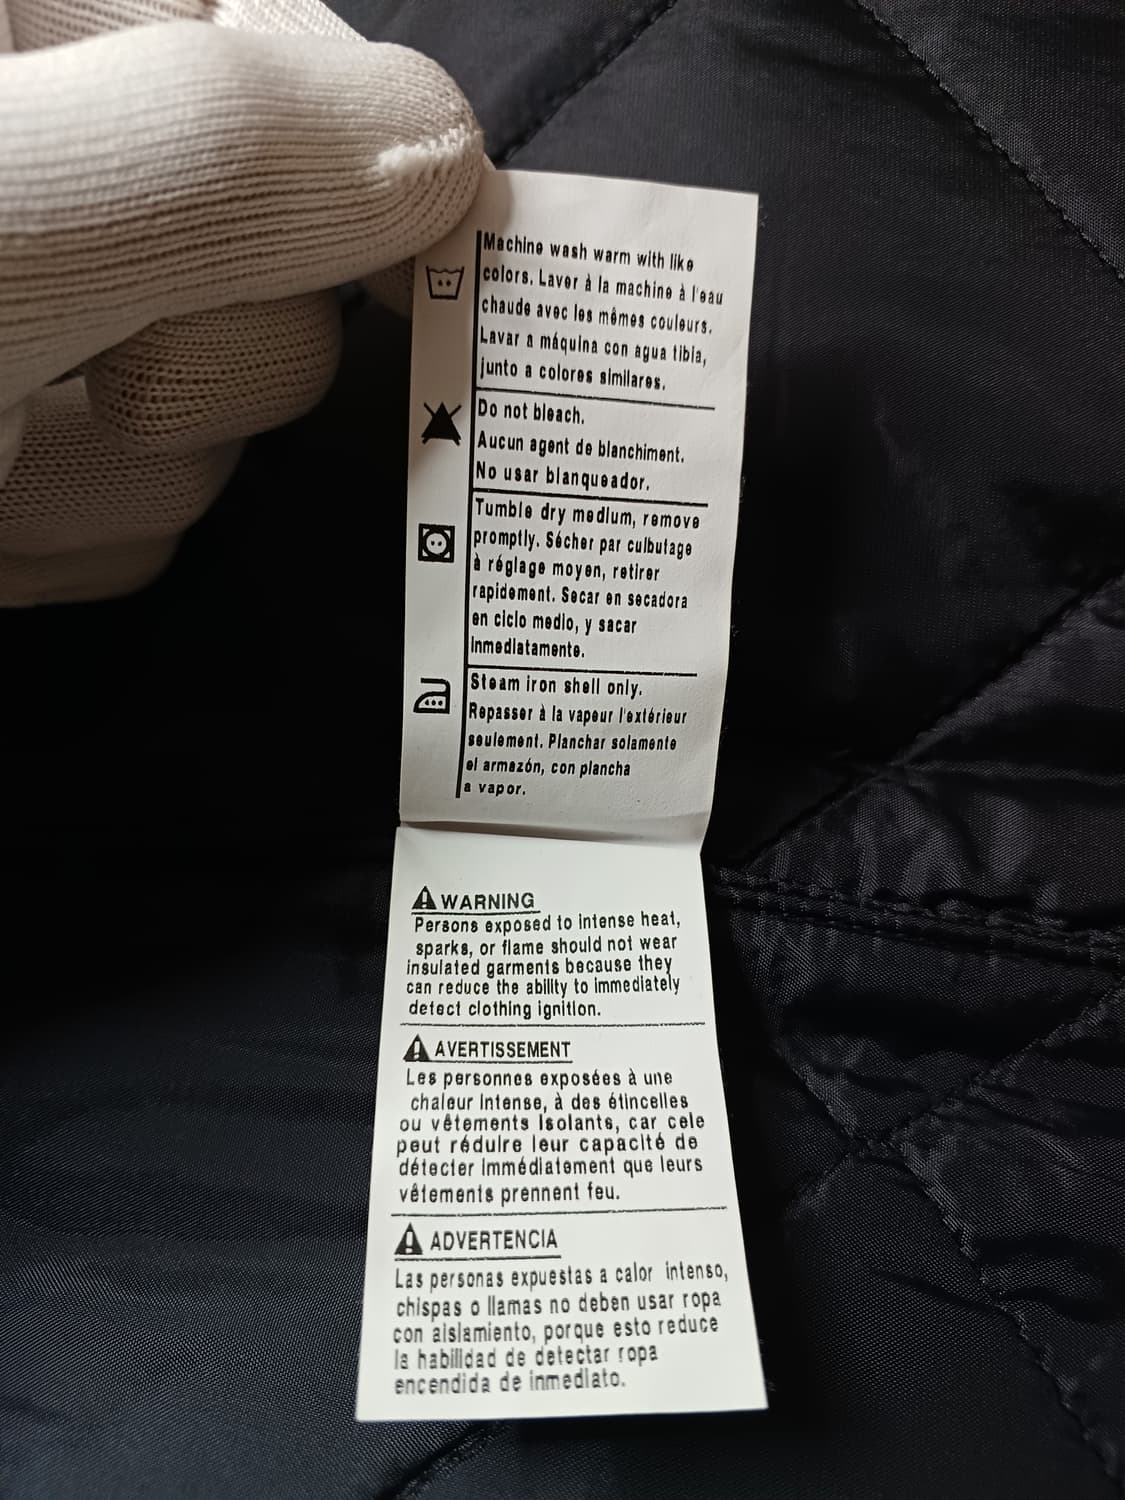 Machine wash warm with like
colors. Laver à la machine à l'eau
chaude avec les mêmes couleurs.
Lavar a máquina con agua tibia,
junto a colores similares.
Do not bleach.
Aucun agent de blanchiment.
No usar blanqueador.
Tumble dry medium, remove
promptly. Sécher par culbutage
à réglage moyen, retirer
rapidement. Secar en secadora
en ciclo medio, y sacar
inmediatamente.
Steam iron shell only.
Repasser à la vapeur l'extérieur
seulement. Planchar solamente
el armazón, con plancha
a vapor.
WARNING
Persons exposed to intense heat,
sparks, or flame should not wear
insulated garments because they
can reduce the ability to immediately
detect clothing ignition.
AVERTISSEMENT
Les personnes exposées à une
chaleur intense, à des étincelles
ou vêtements isolants, car cele
peut réduire leur capacité de
détecter immédiatement que leurs
vêtements prennent feu.
ADVERTENCIA
Las personas expuestas a calor intenso,
chispas o llamas no deben usar ropa
con aislamiento, porque esto reduce
la habilidad de detectar ropa
encendida de inmediato.